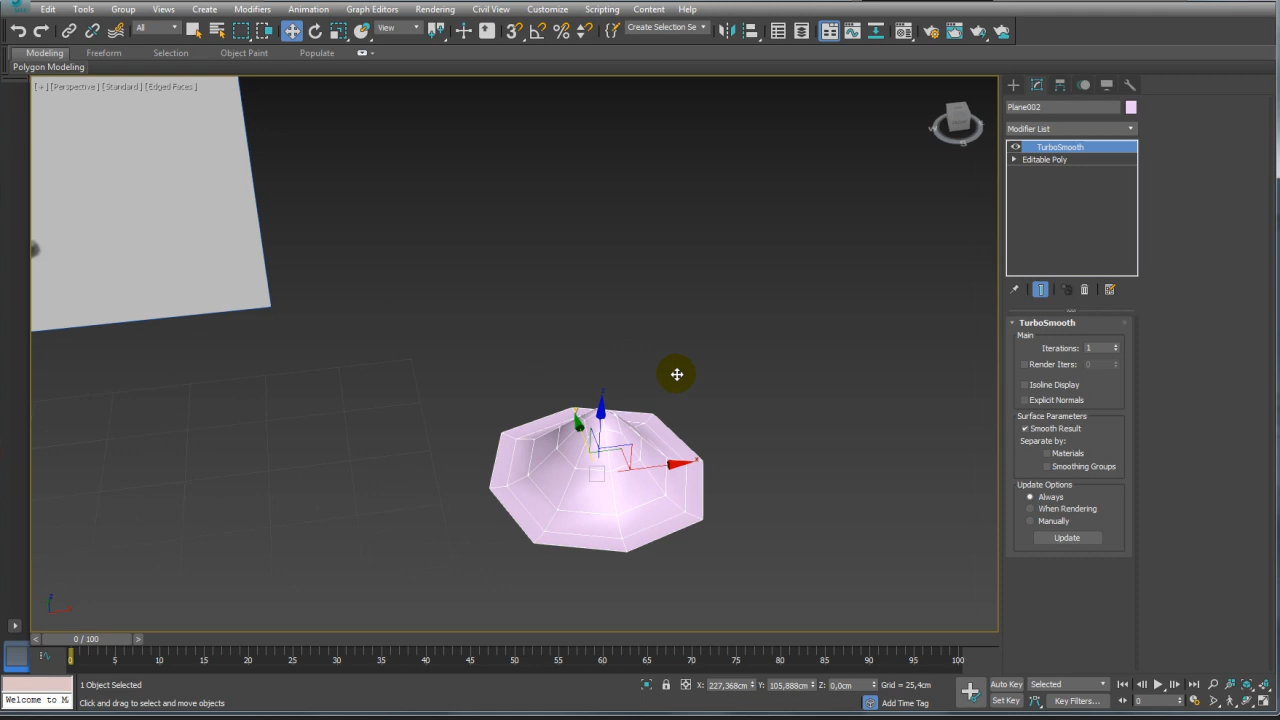 Edit Tools Group Views Create Modifiers Animation Graph Editors Rendering Civil View Customize Scripting Content Help
All View Create Selection Se
Modeling Freeform Selection Object Paint Populate
Polygon Modeling
[+] [Perspective] [Standard] [Edged Faces]
Plane002
Modifier List
TurboSmooth
Editable Poly
TurboSmooth
Main
Iterations: 1
Render Iters: 0
Isoline Display
Explicit Normals
Surface Parameters
Smooth Result
Separate by:
Materials
Smoothing Groups
Update Options
Always
When Rendering
Manually
Update
0 / 100
0 5 10 15 20 25 30 35 40 45 50 55 60 65 70 75 80 85 90 95 100
1 Object Selected X: 227,368cm Y: 105,888cm Z: 0,0cm Grid = 25,4cm Auto Key Selected
Welcome to M Click and drag to select and move objects Add Time Tag Set Key Key Filters... 0